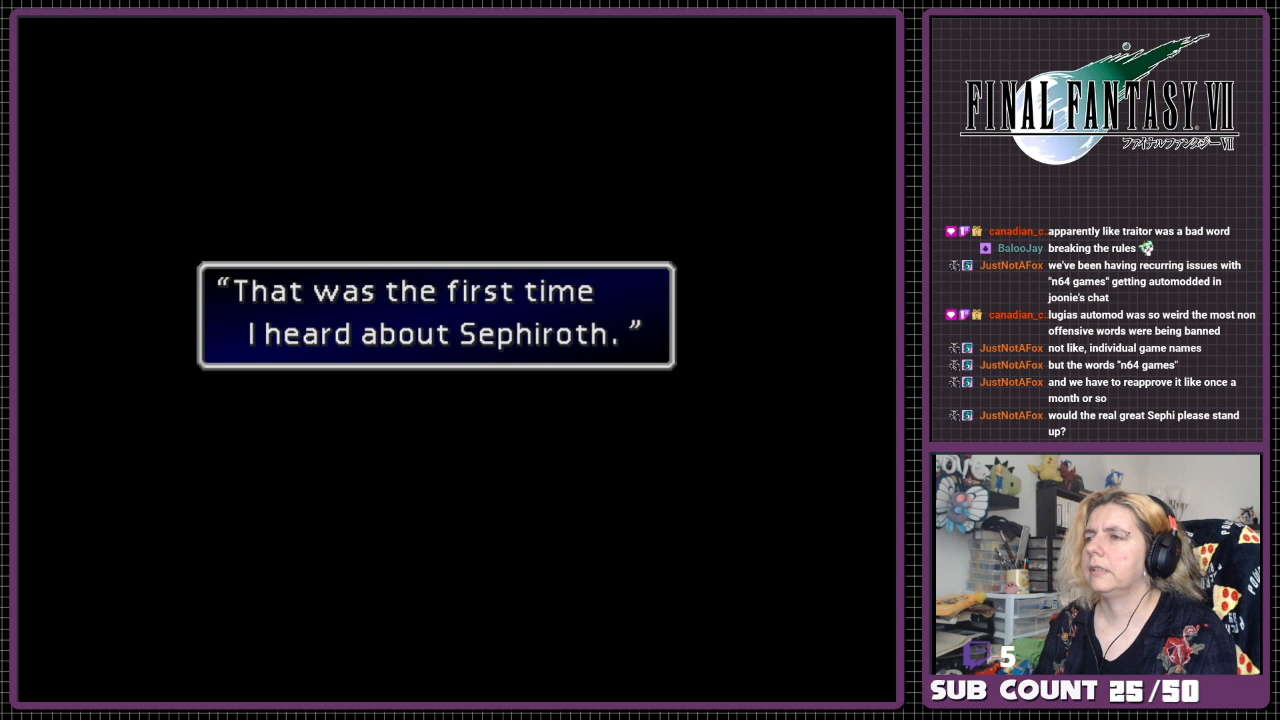 “That was the first time
I heard about Sephiroth.”
FINAL FANTASY VII
ファイナルファンタジーVII
canadian_c. apparently like traitor was a bad word
BalooJay breaking the rules
JustNotAFox we've been having recurring issues with
"n64 games" getting automodded in
joonie's chat
canadian_c. lugias automod was so weird the most non
offensive words were being banned
JustNotAFox not like, individual game names
JustNotAFox but the words "n64 games"
JustNotAFox and we have to reapprove it like once a
month or so
JustNotAFox would the real great Sephi please stand
up?
5
SUB COUNT 25/50